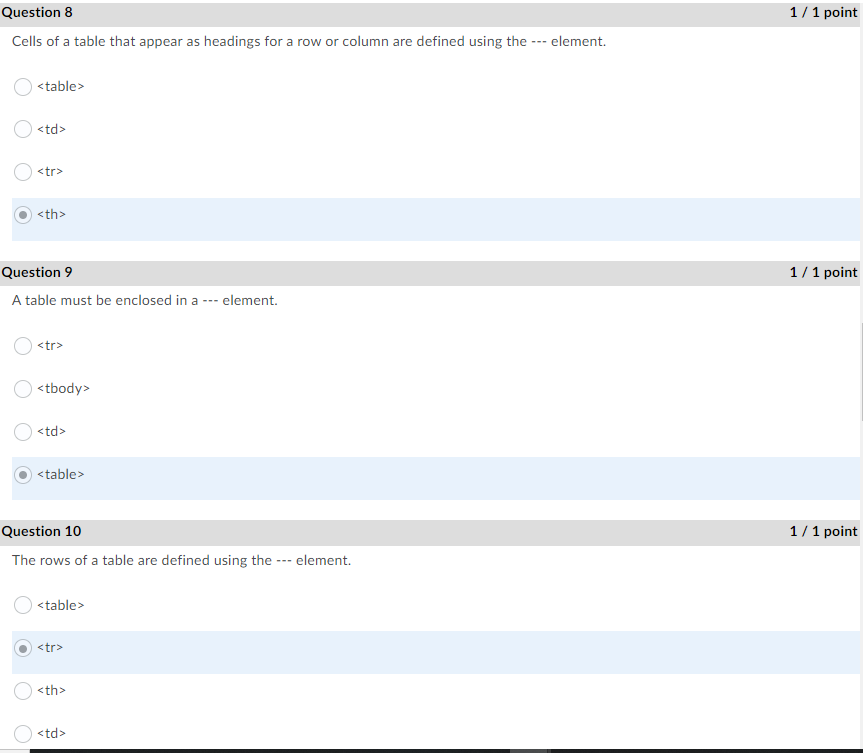 Question 8 1 / 1 point
Cells of a table that appear as headings for a row or column are defined using the --- element.
<table>
<td>
<tr>
<th>
Question 9 1 / 1 point
A table must be enclosed in a --- element.
<tr>
<tbody>
<td>
<table>
Question 10 1 / 1 point
The rows of a table are defined using the --- element.
<table>
<tr>
<th>
<td>